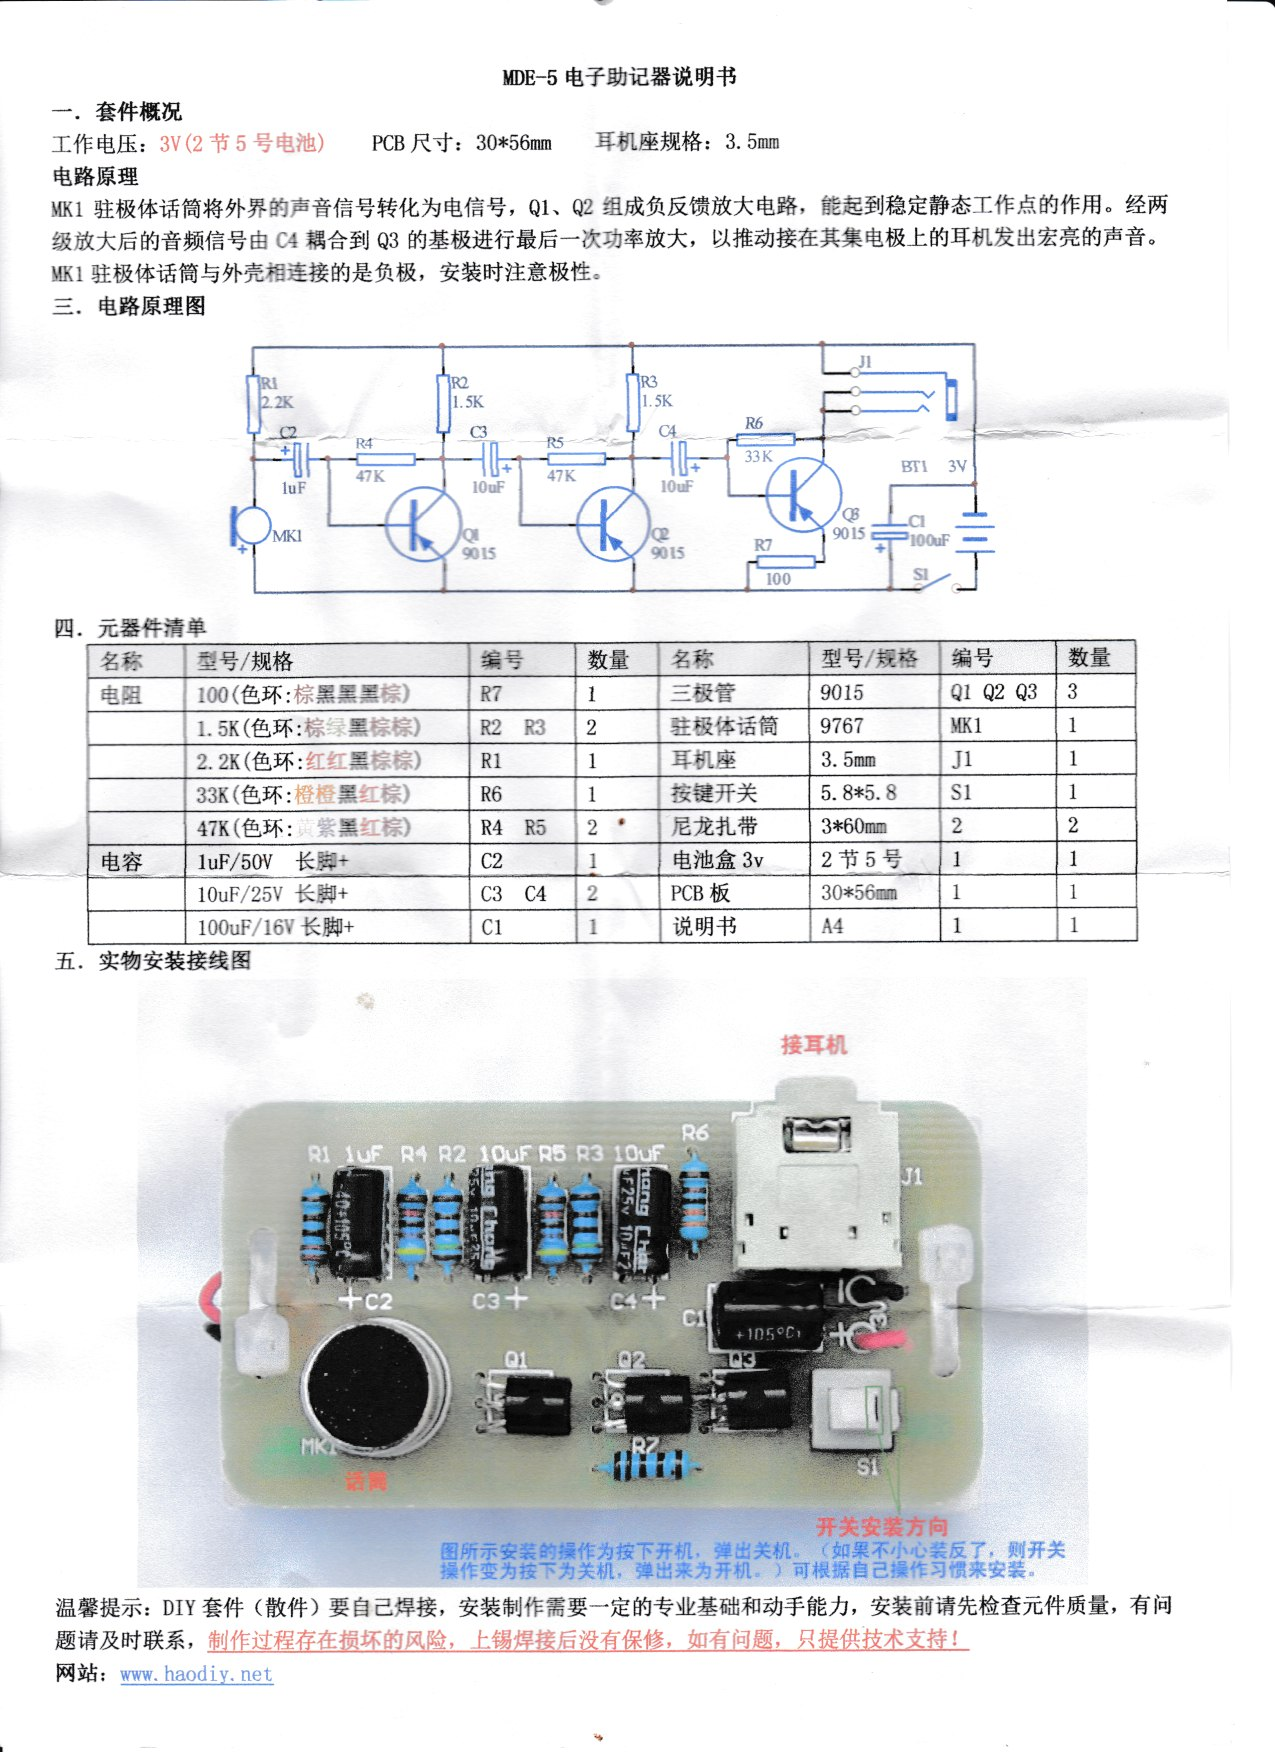 MDE-5 电子助记器说明书
一. 套件概况
工作电压: 3V(2 节 5 号电池) PCB 尺寸: 30*56mm 耳机座规格: 3.5mm
电路原理
MK1 驻极体话筒将外界的声音信号转化为电信号，Q1、Q2 组成负反馈放大电路，能起到稳定静态工作点的作用。经两
级放大后的音频信号由 C4 耦合到 Q3 的基极进行最后一次功率放大，以推动接在其集电极上的耳机发出宏亮的声音。
MK1 驻极体话筒与外壳相连接的是负极，安装时注意极性。
三. 电路原理图
R1 2.2K
R2 1.5K
R3 1.5K
J1
C2 1uF
R4 47K
C3 10uF
R5 47K
C4 10uF
R6 33K
BT1 3V
MK1
Q1 9015
Q2 9015
Q3 9015
C1 100uF
R7 100
S1
四. 元器件清单
名称 型号/规格 编号 数量 名称 型号/规格 编号 数量
电阻 100(色环:棕黑黑黑棕) R7 1 三极管 9015 Q1 Q2 Q3 3
1.5K(色环:棕绿黑棕棕) R2 R3 2 驻极体话筒 9767 MK1 1
2.2K(色环:红红黑棕棕) R1 1 耳机座 3.5mm J1 1
33K(色环:橙橙黑红棕) R6 1 按键开关 5.8*5.8 S1 1
47K(色环:黄紫黑红棕) R4 R5 2 尼龙扎带 3*60mm 2 2
电容 1uF/50V 长脚+ C2 1 电池盒 3v 2 节 5 号 1 1
10uF/25V 长脚+ C3 C4 2 PCB 板 30*56mm 1 1
100uF/16V 长脚+ C1 1 说明书 A4 1 1
五. 实物安装接线图
接耳机
R1 1uF R4 R2 10uF R5 R3 10uF R6
J1
+C2 C3+ C4+
C1
+105°C
3V
Q1 Q2 Q3
MK1
R7
S1
话筒
开关安装方向
图所示安装的操作为按下开机，弹出关机。（如果不小心装反了，则开关
操作变为按下为关机，弹出来为开机。）可根据自己操作习惯来安装。
温馨提示: DIY 套件（散件）要自己焊接，安装制作需要一定的专业基础和动手能力，安装前请先检查元件质量，有问
题请及时联系，制作过程存在损坏的风险，上锡焊接后没有保修，如有问题，只提供技术支持！
网站: www.haodiy.net